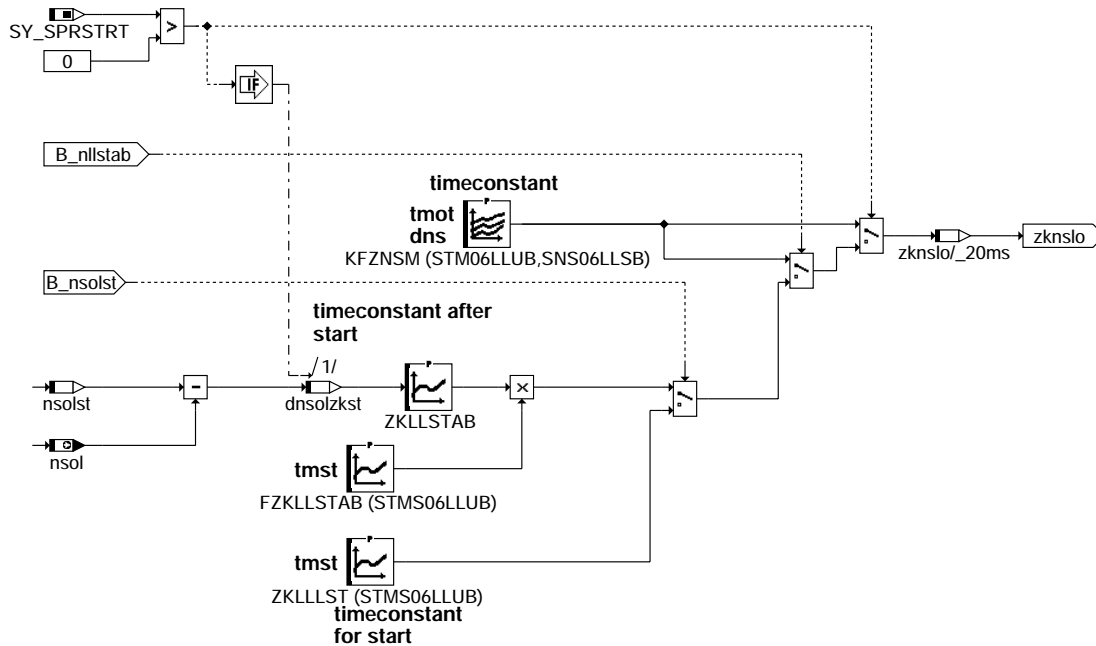 SY_SPRSTRT
>
0
IF
B_nllstab
timeconstant
P
tmot
dns
KFZNSM (STM06LLUB,SNS06LLSB)
zknslo/_20ms
zknslo
B_nsolst
timeconstant after
start
1/
P
nsolst
dnsolzkst
ZKLLSTAB
nsol
P
tmst
FZKLLSTAB (STMS06LLUB)
P
tmst
ZKLLLST (STMS06LLUB)
timeconstant
for start